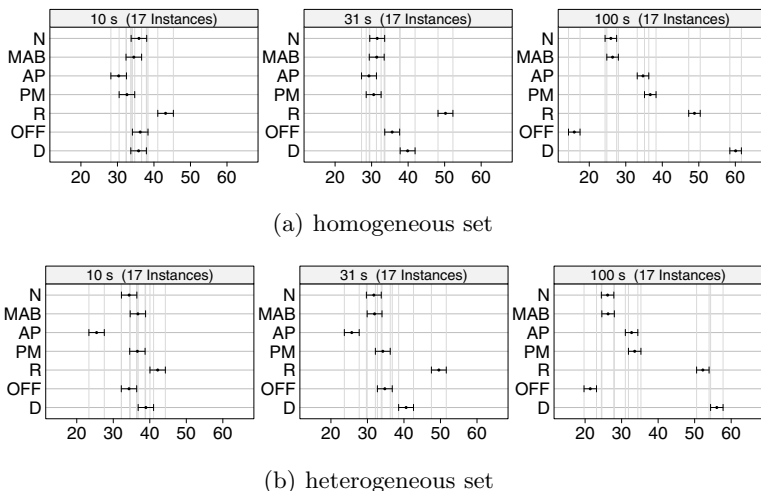 10 s (17 Instances)
31 s (17 Instances)
100 s (17 Instances)
N
MAB
AP
PM
R
OFF
D
N
MAB
AP
PM
R
OFF
D
N
MAB
AP
PM
R
OFF
D
20 30 40 50 60
20 30 40 50 60
20 30 40 50 60
(a) homogeneous set
10 s (17 Instances)
31 s (17 Instances)
100 s (17 Instances)
N
MAB
AP
PM
R
OFF
D
N
MAB
AP
PM
R
OFF
D
N
MAB
AP
PM
R
OFF
D
20 30 40 50 60
20 30 40 50 60
20 30 40 50 60
(b) heterogeneous set